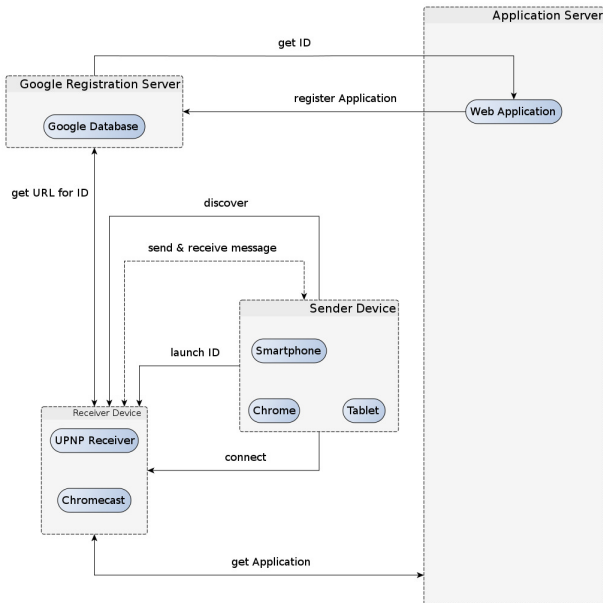 Application Server
get ID
Google Registration Server
register Application
Web Application
Google Database
get URL for ID
discover
send & receive message
Sender Device
Smartphone
launch ID
Chrome
Tablet
Receiver Device
UPNP Receiver
connect
Chromecast
get Application